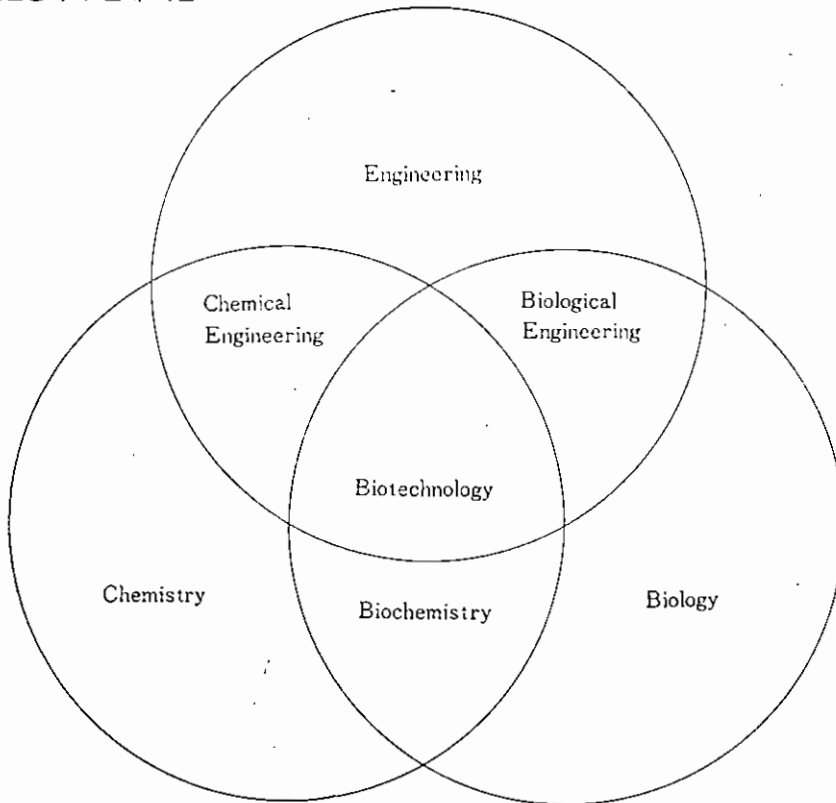 Engineering
Chemical
Engineering
Biological
Engineering
Biotechnology
Chemistry
Biochemistry
Biology